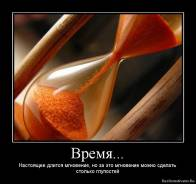 Время...
Настоящее длится мгновение, но за это мгновение можно сделать
столько глупостей